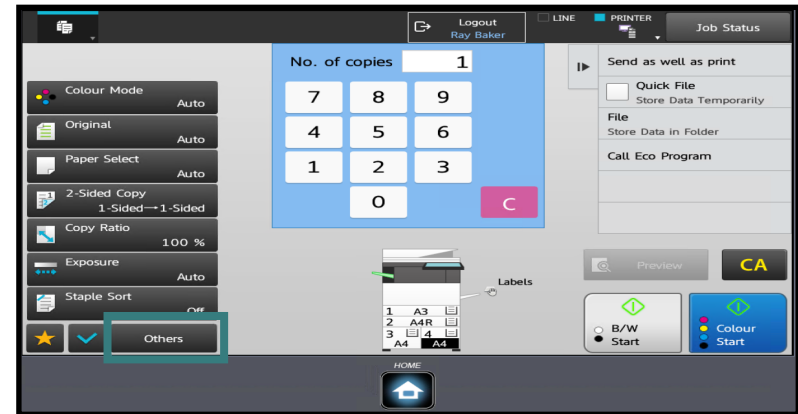 Logout
Ray Baker
LINE
PRINTER
Job Status
No. of copies 1
7 8 9
4 5 6
1 2 3
0 C
Colour Mode
Auto
Original
Auto
Paper Select
Auto
2-Sided Copy
1-Sided→1-Sided
Copy Ratio
100 %
Exposure
Auto
Staple Sort
Off
Others
Send as well as print
Quick File
Store Data Temporarily
File
Store Data in Folder
Call Eco Program
Labels
1 A3
2 A4R
3 4
A4 A4
Preview
CA
B/W
Start
Colour
Start
HOME